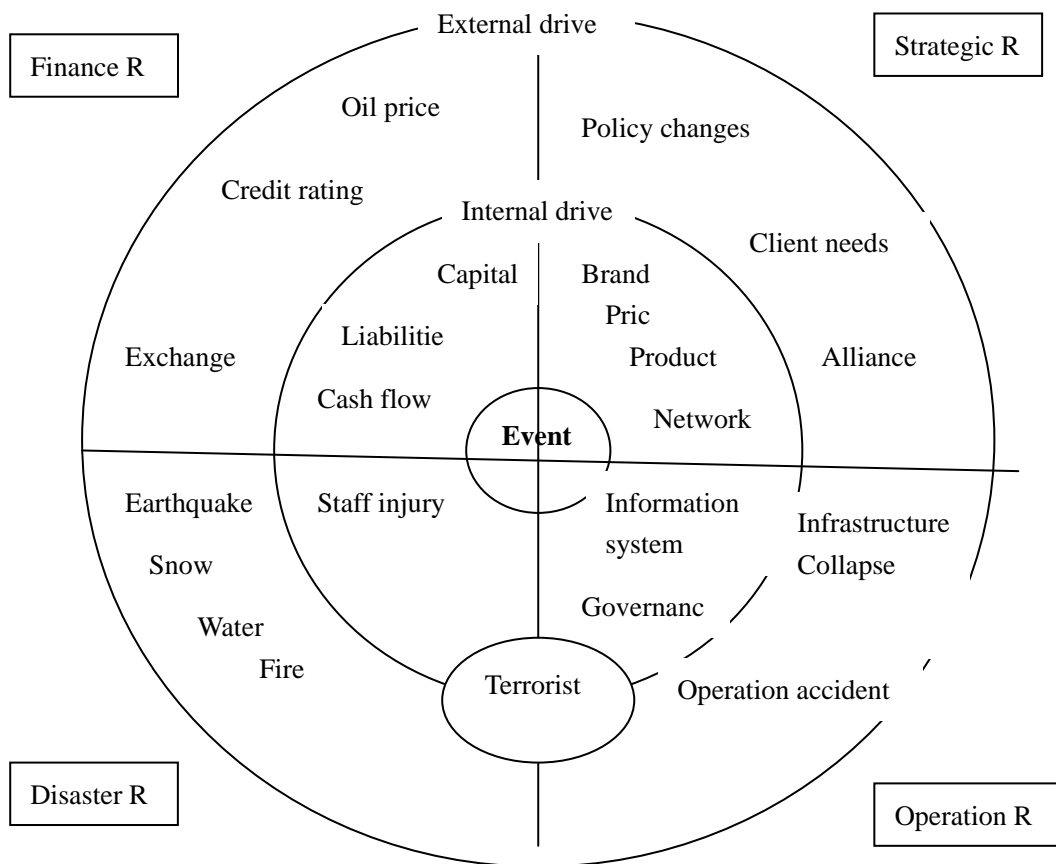 External drive
Finance R
Strategic R
Oil price
Policy changes
Credit rating
Internal drive
Client needs
Capital
Brand
Pric
Liabilitie
Product
Exchange
Alliance
Cash flow
Network
Event
Earthquake
Staff injury
Information
system
Infrastructure
Collapse
Snow
Governanc
Water
Fire
Terrorist
Operation accident
Disaster R
Operation R